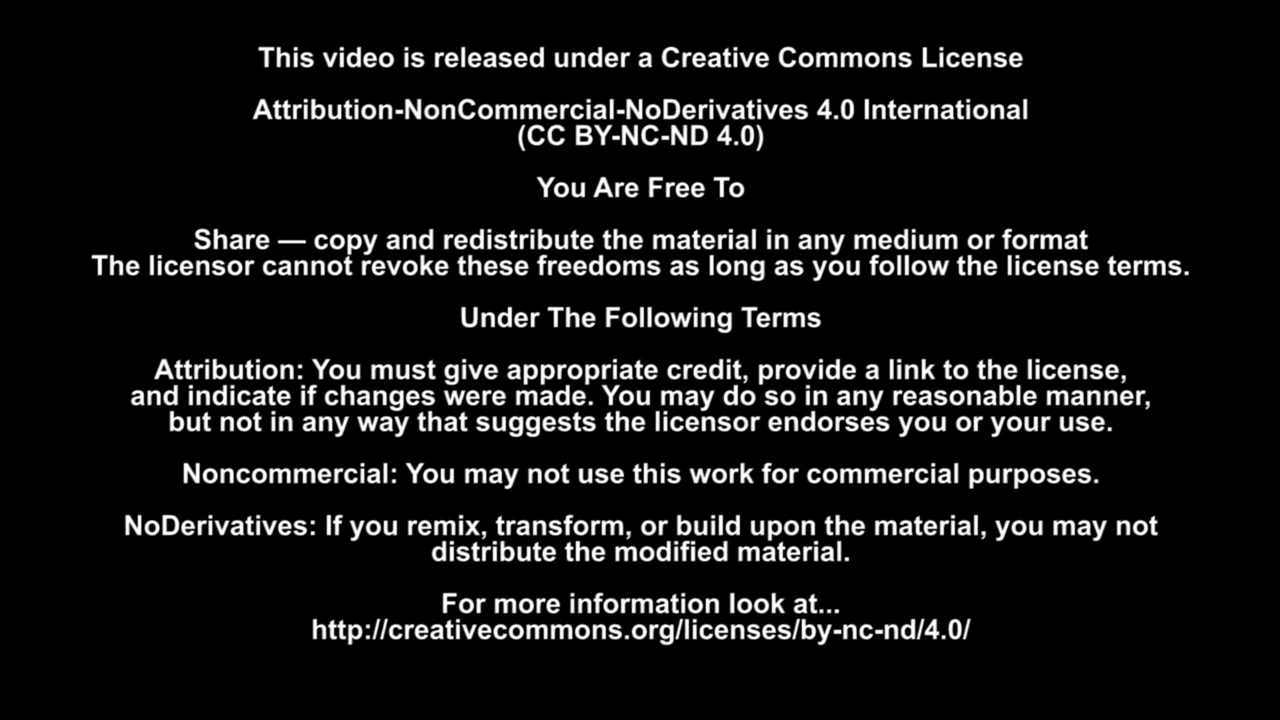 This video is released under a Creative Commons License
Attribution-NonCommercial-NoDerivatives 4.0 International
(CC BY-NC-ND 4.0)
You Are Free To
Share — copy and redistribute the material in any medium or format
The licensor cannot revoke these freedoms as long as you follow the license terms.
Under The Following Terms
Attribution: You must give appropriate credit, provide a link to the license,
and indicate if changes were made. You may do so in any reasonable manner,
but not in any way that suggests the licensor endorses you or your use.
Noncommercial: You may not use this work for commercial purposes.
NoDerivatives: If you remix, transform, or build upon the material, you may not
distribute the modified material.
For more information look at...
http://creativecommons.org/licenses/by-nc-nd/4.0/